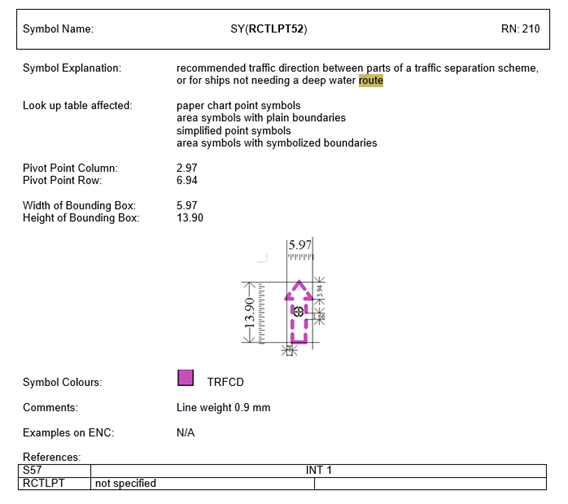 Symbol Name: SY(RCTLPT52) RN: 210
Symbol Explanation: recommended traffic direction between parts of a traffic separation scheme,
or for ships not needing a deep water route
Look up table affected: paper chart point symbols
area symbols with plain boundaries
simplified point symbols
area symbols with symbolized boundaries
Pivot Point Column: 2.97
Pivot Point Row: 6.94
Width of Bounding Box: 5.97
Height of Bounding Box: 13.90
5.97
13.90
3.94
Symbol Colours: TRFCD
Comments: Line weight 0.9 mm
Examples on ENC: N/A
References:
S57 INT 1
RCTLPT not specified